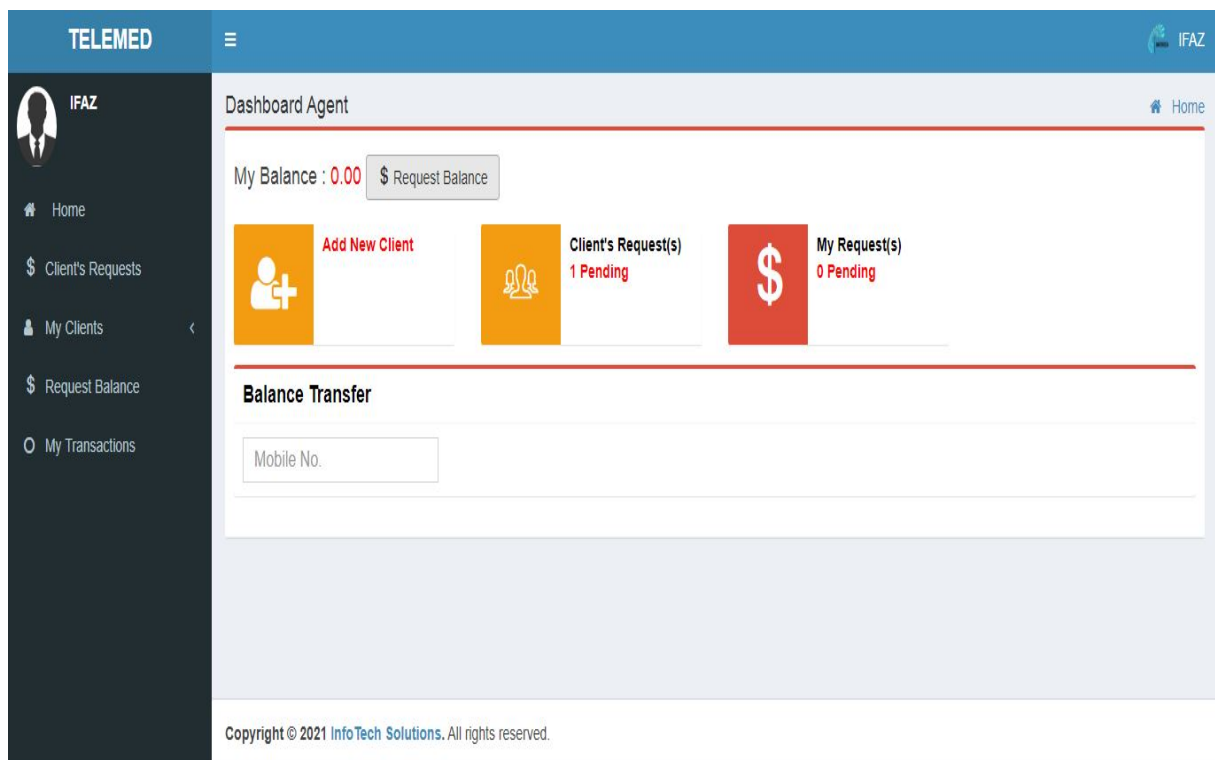 TELEMED
IFAZ
IFAZ
Home
$ Client's Requests
My Clients
$ Request Balance
My Transactions
Dashboard Agent
Home
My Balance : 0.00 $ Request Balance
Add New Client
Client's Request(s)
1 Pending
$
My Request(s)
0 Pending
Balance Transfer
Mobile No.
Copyright © 2021 InfoTech Solutions. All rights reserved.